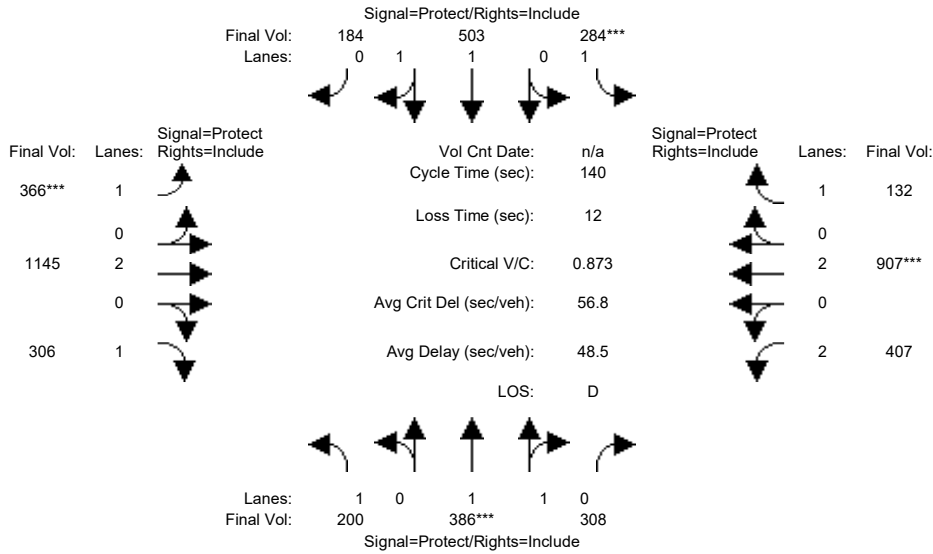 Signal=Protect/Rights=Include
Final Vol: 184 503 284***
Lanes: 0 1 1 0 1
Signal=Protect
Final Vol: Lanes: Rights=Include
Vol Cnt Date: n/a
Signal=Protect
Rights=Include Lanes: Final Vol:
Cycle Time (sec): 140
366*** 1
1 132
Loss Time (sec): 12
0
0
1145 2
Critical V/C: 0.873
2 907***
0
Avg Crit Del (sec/veh): 56.8
0
306 1
Avg Delay (sec/veh): 48.5
2 407
LOS: D
Lanes: 1 0 1 1 0
Final Vol: 200 386*** 308
Signal=Protect/Rights=Include